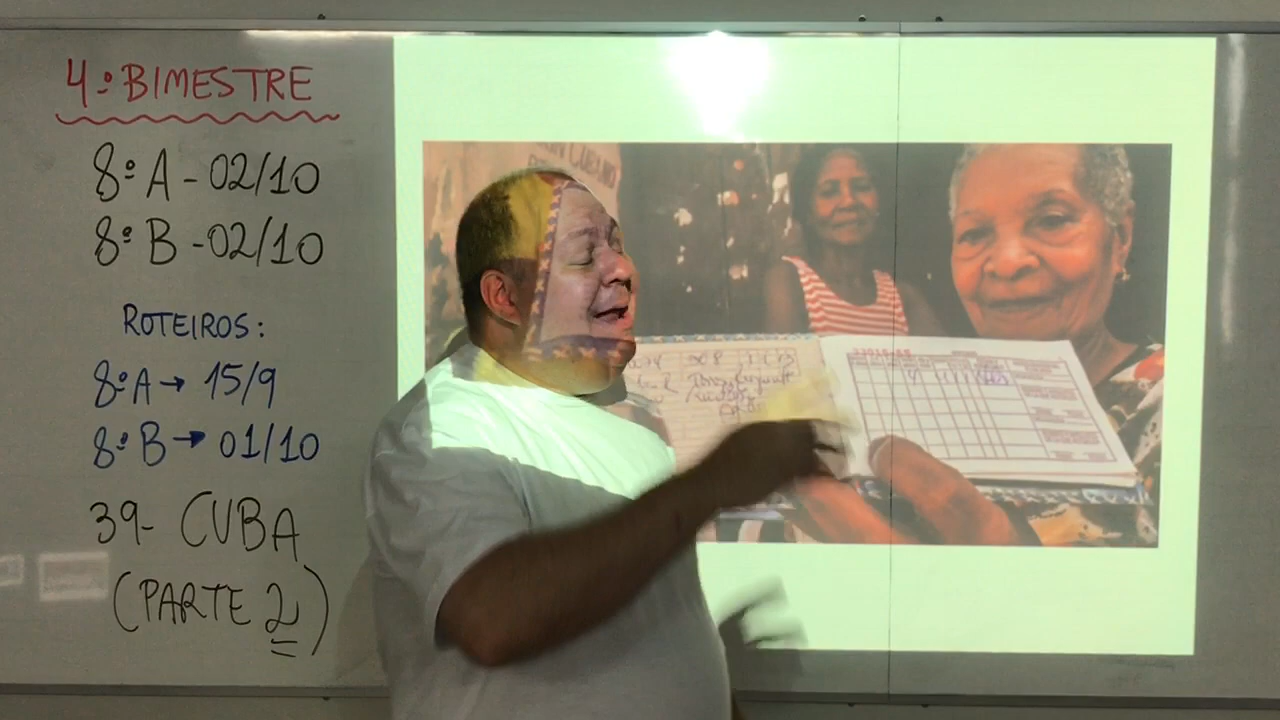 4º BIMESTRE
8º A - 02/10
8º B - 02/10
ROTEIROS:
8º A → 15/9
8º B → 01/10
39- CUBA
(PARTE 2)